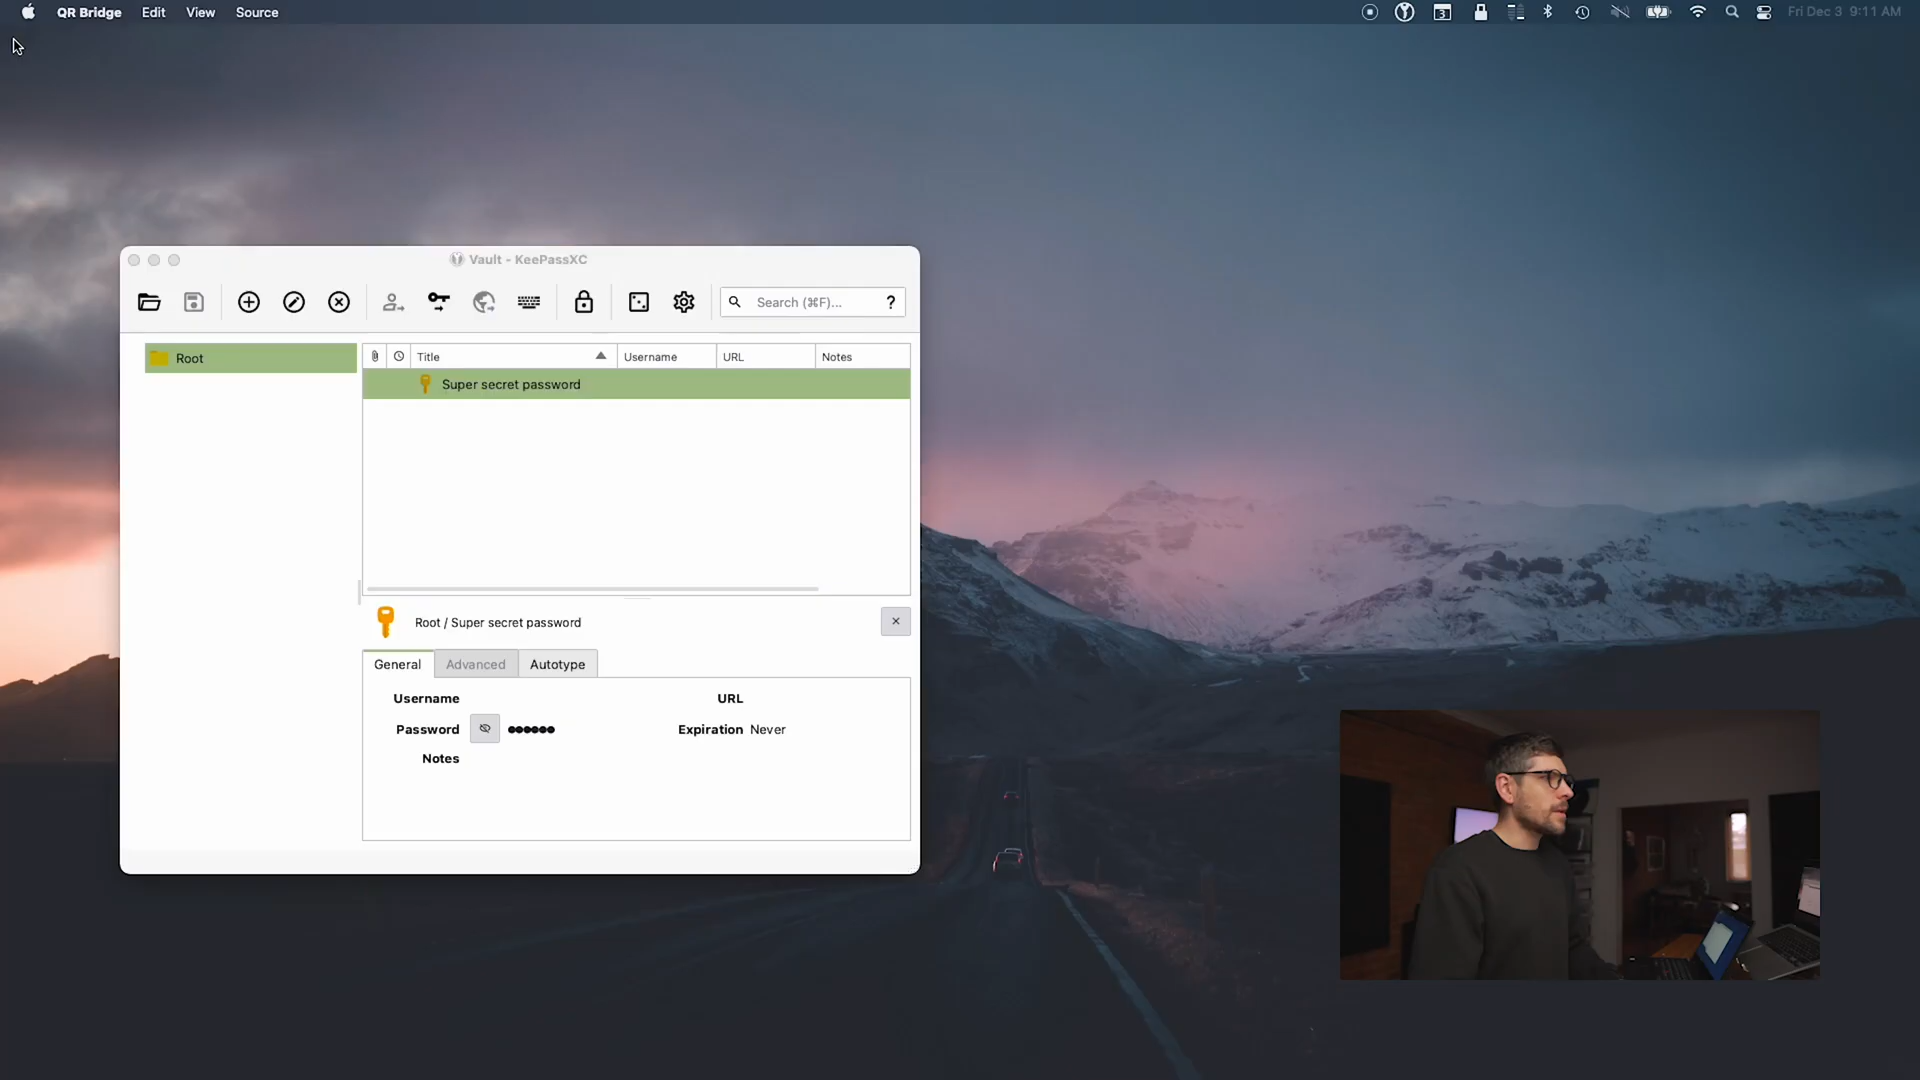 QR Bridge Edit View Source
3 Fri Dec 3 9:11 AM
Vault - KeePassXC
Search (⌘F)... ?
Root
Title Username URL Notes
Super secret password
Root / Super secret password
General Advanced Autotype
Username URL
Password ●●●●●● Expiration Never
Notes